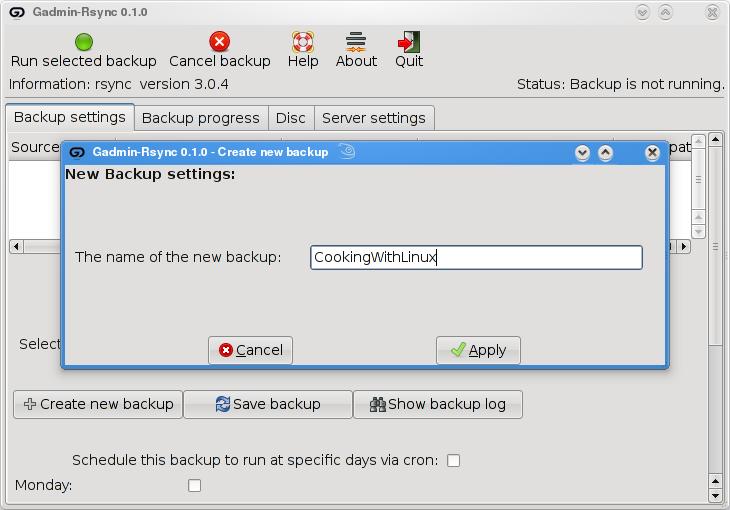 Gadmin-Rsync 0.1.0
Run selected backup Cancel backup Help About Quit
Information: rsync version 3.0.4 Status: Backup is not running.
Backup settings Backup progress Disc Server settings
Source pat
Gadmin-Rsync 0.1.0 - Create new backup
New Backup settings:
The name of the new backup: CookingWithLinux
Select
Cancel Apply
Create new backup Save backup Show backup log
Schedule this backup to run at specific days via cron:
Monday: